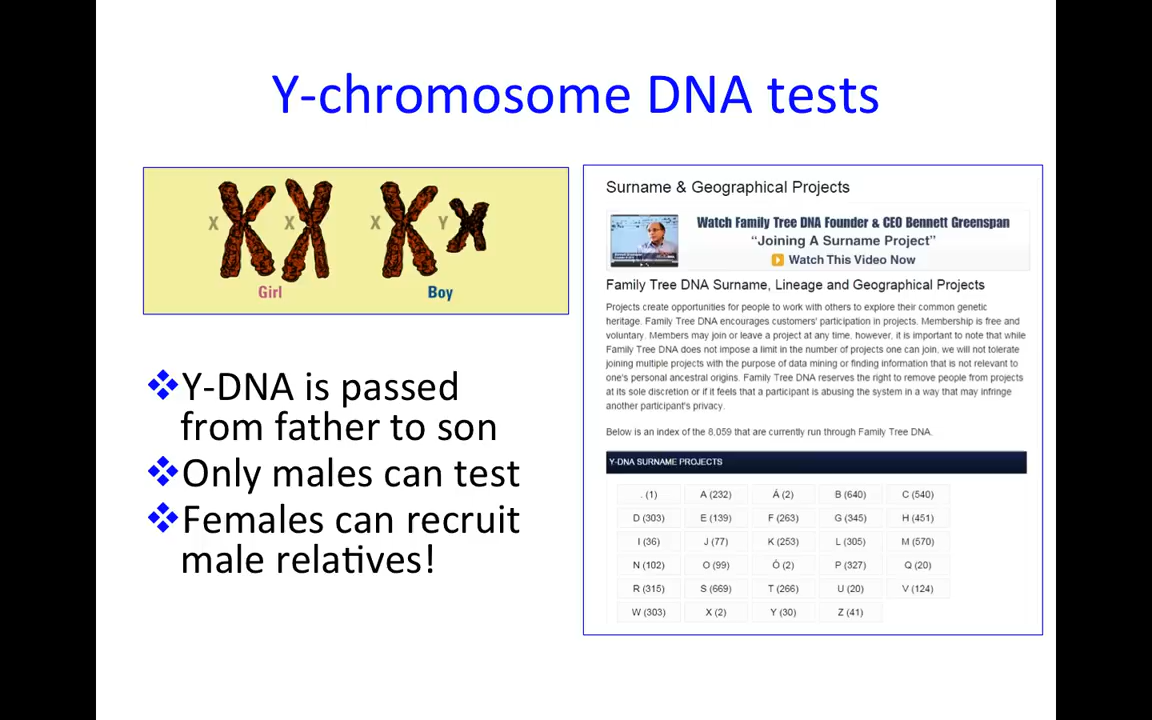 Y-chromosome DNA tests
X X X Y
Girl Boy
❖Y-DNA is passed
from father to son
❖Only males can test
❖Females can recruit
male relatives!
Surname & Geographical Projects
Watch Family Tree DNA Founder & CEO Bennett Greenspan
“Joining A Surname Project”
Watch This Video Now
Family Tree DNA Surname, Lineage and Geographical Projects
Projects create opportunities for people to work with others to explore their common genetic
heritage. Family Tree DNA encourages customers' participation in projects. Membership is free and
voluntary. Members may join or leave a project at any time, however, it is important to note that while
Family Tree DNA does not impose a limit in the number of projects one can join, we will not tolerate
joining multiple projects with the purpose of data mining or finding information that is not relevant to
one's personal ancestral origins. Family Tree DNA reserves the right to remove people from projects
at its sole discretion or if it feels that a participant is abusing the system in a way that may infringe
another participant's privacy.
Below is an index of the 8,059 that are currently run through Family Tree DNA.
Y-DNA SURNAME PROJECTS
. (1) A (232) Á (2) B (640) C (540)
D (303) E (139) F (263) G (345) H (451)
I (36) J (77) K (253) L (305) M (570)
N (102) O (99) Ó (2) P (327) Q (20)
R (315) S (669) T (266) U (20) V (124)
W (303) X (2) Y (30) Z (41)